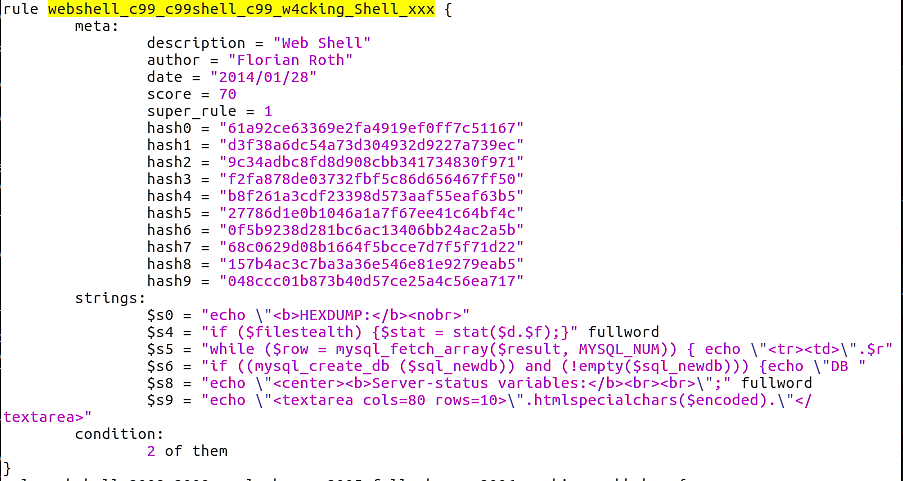 rule webshell_c99_c99shell_c99_w4cking_Shell_xxx {
meta:
description = "Web Shell"
author = "Florian Roth"
date = "2014/01/28"
score = 70
super_rule = 1
hash0 = "61a92ce63369e2fa4919ef0ff7c51167"
hash1 = "d3f38a6dc54a73d304932d9227a739ec"
hash2 = "9c34adbc8fd8d908cbb341734830f971"
hash3 = "f2fa878de03732fbf5c86d656467ff50"
hash4 = "b8f261a3cdf23398d573aaf55eaf63b5"
hash5 = "27786d1e0b1046a1a7f67ee41c64bf4c"
hash6 = "0f5b9238d281bc6ac13406bb24ac2a5b"
hash7 = "68c0629d08b1664f5bcce7d7f5f71d22"
hash8 = "157b4ac3c7ba3a36e546e81e9279eab5"
hash9 = "048ccc01b873b40d57ce25a4c56ea717"
strings:
$s0 = "echo \"<b>HEXDUMP:</b><nobr>"
$s4 = "if ($filestealth) {$stat = stat($d.$f);}" fullword
$s5 = "while ($row = mysql_fetch_array($result, MYSQL_NUM)) { echo \"<tr><td>\".$r"
$s6 = "if ((mysql_create_db ($sql_newdb)) and (!empty($sql_newdb))) {echo \"DB "
$s8 = "echo \"<center><b>Server-status variables:</b><br><br>\";" fullword
$s9 = "echo \"<textarea cols=80 rows=10>\".htmlspecialchars($encoded).\"</
textarea>"
condition:
2 of them
}